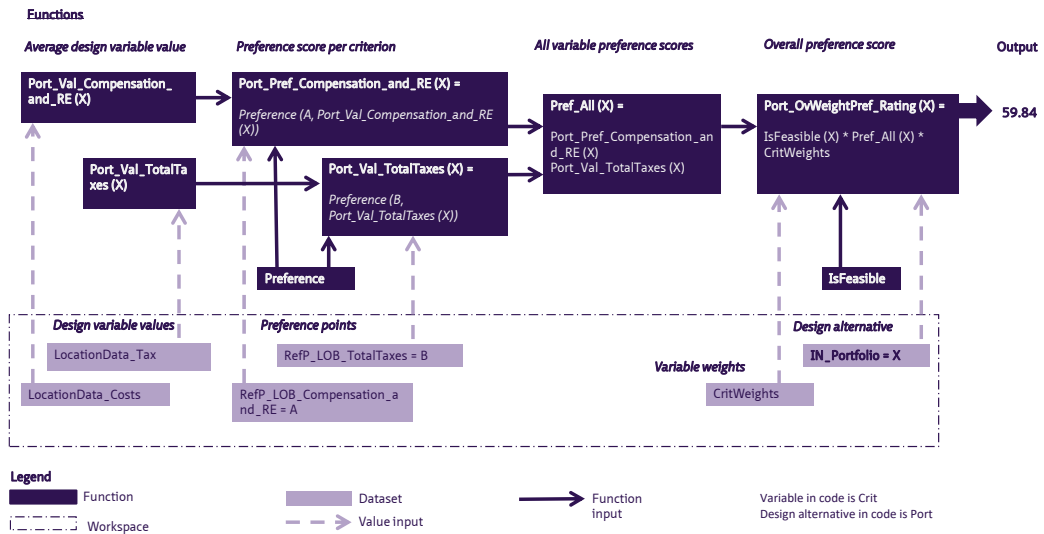 Functions
Average design variable value
Preference score per criterion
All variable preference scores
Overall preference score
Output
Port_Val_Compensation_
and_RE (X)
Port_Pref_Compensation_and_RE (X) =
Preference (A, Port_Val_Compensation_and_RE
(X))
Pref_All (X) =
Port_Pref_Compensation_an
d_RE (X)
Port_Val_TotalTaxes (X)
Port_OvWeightPref_Rating (X) =
IsFeasible (X) * Pref_All (X) *
CritWeights
59.84
Port_Val_TotalTa
xes (X)
Port_Val_TotalTaxes (X) =
Preference (B,
Port_Val_TotalTaxes (X))
Preference
IsFeasible
Design variable values
Preference points
Design alternative
LocationData_Tax
RefP_LOB_TotalTaxes = B
IN_Portfolio = X
Variable weights
LocationData_Costs
RefP_LOB_Compensation_a
nd_RE = A
CritWeights
Legend
Function
Dataset
Function
input
Variable in code is Crit
Design alternative in code is Port
Workspace
Value input